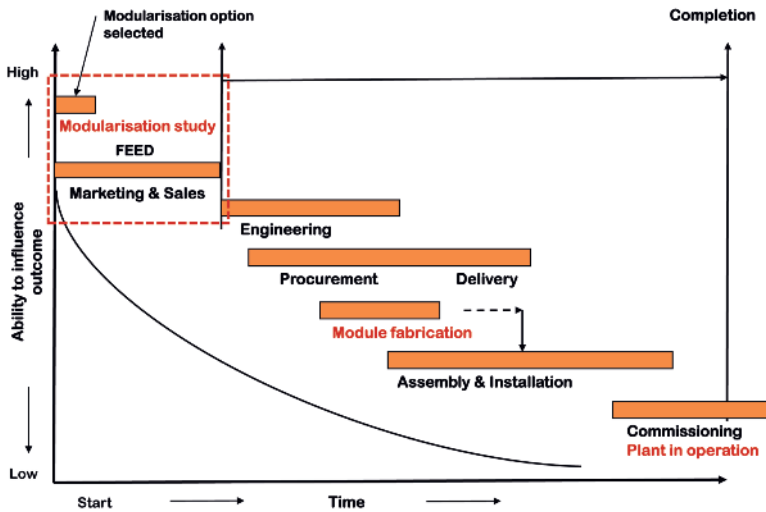 Modularisation option
selected
Completion
High
Modularisation study
FEED
Marketing & Sales
Engineering
Ability to influence
outcome
Procurement
Delivery
Module fabrication
Assembly & Installation
Commissioning
Plant in operation
Low
Start
Time